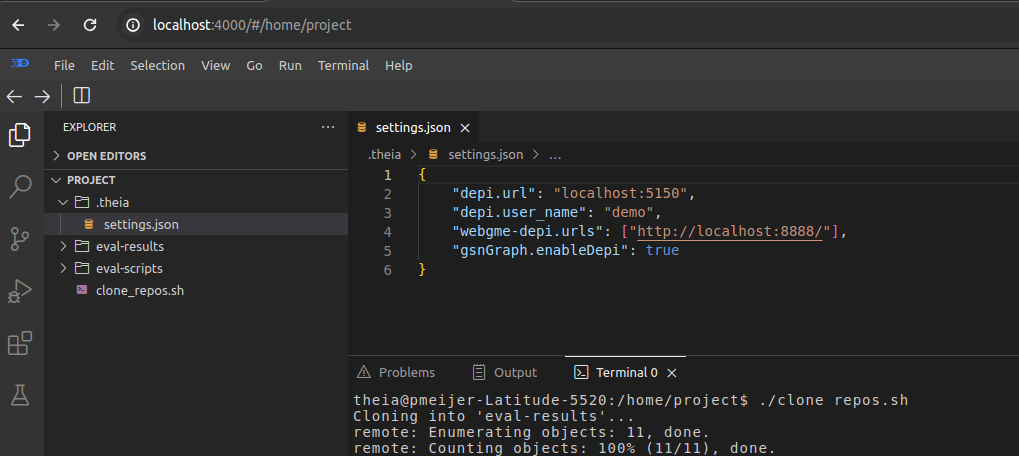 localhost:4000/#/home/project
File Edit Selection View Go Run Terminal Help
EXPLORER
OPEN EDITORS
PROJECT
.theia
settings.json
eval-results
eval-scripts
clone_repos.sh
settings.json
.theia > settings.json > ...
1 {
2 "depi.url": "localhost:5150",
3 "depi.user_name": "demo",
4 "webgme-depi.urls": ["http://localhost:8888/"],
5 "gsnGraph.enableDepi": true
6 }
Problems Output Terminal 0
theia@pmeijer-Latitude-5520:/home/project$ ./clone repos.sh
Cloning into 'eval-results'...
remote: Enumerating objects: 11, done.
remote: Counting objects: 100% (11/11), done.